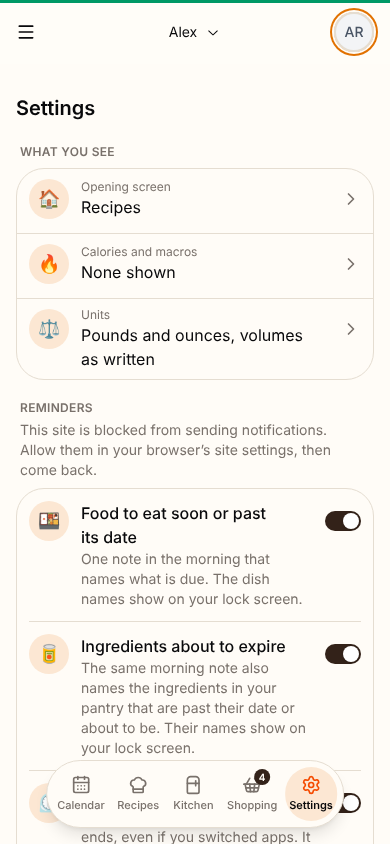 Alex
AR
Settings
WHAT YOU SEE
Opening screen
Recipes
Calories and macros
None shown
Units
Pounds and ounces, volumes
as written
REMINDERS
This site is blocked from sending notifications.
Allow them in your browser’s site settings, then
come back.
Food to eat soon or past
its date
One note in the morning that
names what is due. The dish
names show on your lock screen.
Ingredients about to expire
The same morning note also
names the ingredients in your
pantry that are past their date or
about to be. Their names show on
your lock screen.
4
Calendar
Recipes
Kitchen
Shopping
Settings
ends, even if you switched apps. It